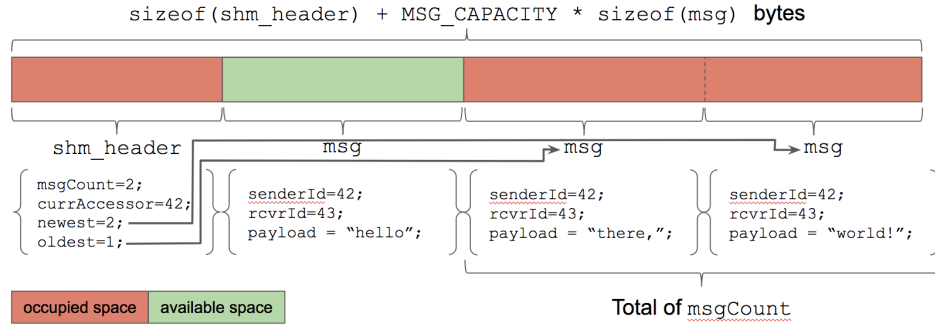 sizeof(shm_header) + MSG_CAPACITY * sizeof(msg) bytes
shm_header
msg
msg
msg
msgCount=2;
currAccessor=42;
newest=2;
oldest=1;
senderId=42;
rcvrId=43;
payload = “hello”;
senderId=42;
rcvrId=43;
payload = “there,”;
senderId=42;
rcvrId=43;
payload = “world!”;
occupied space
available space
Total of msgCount